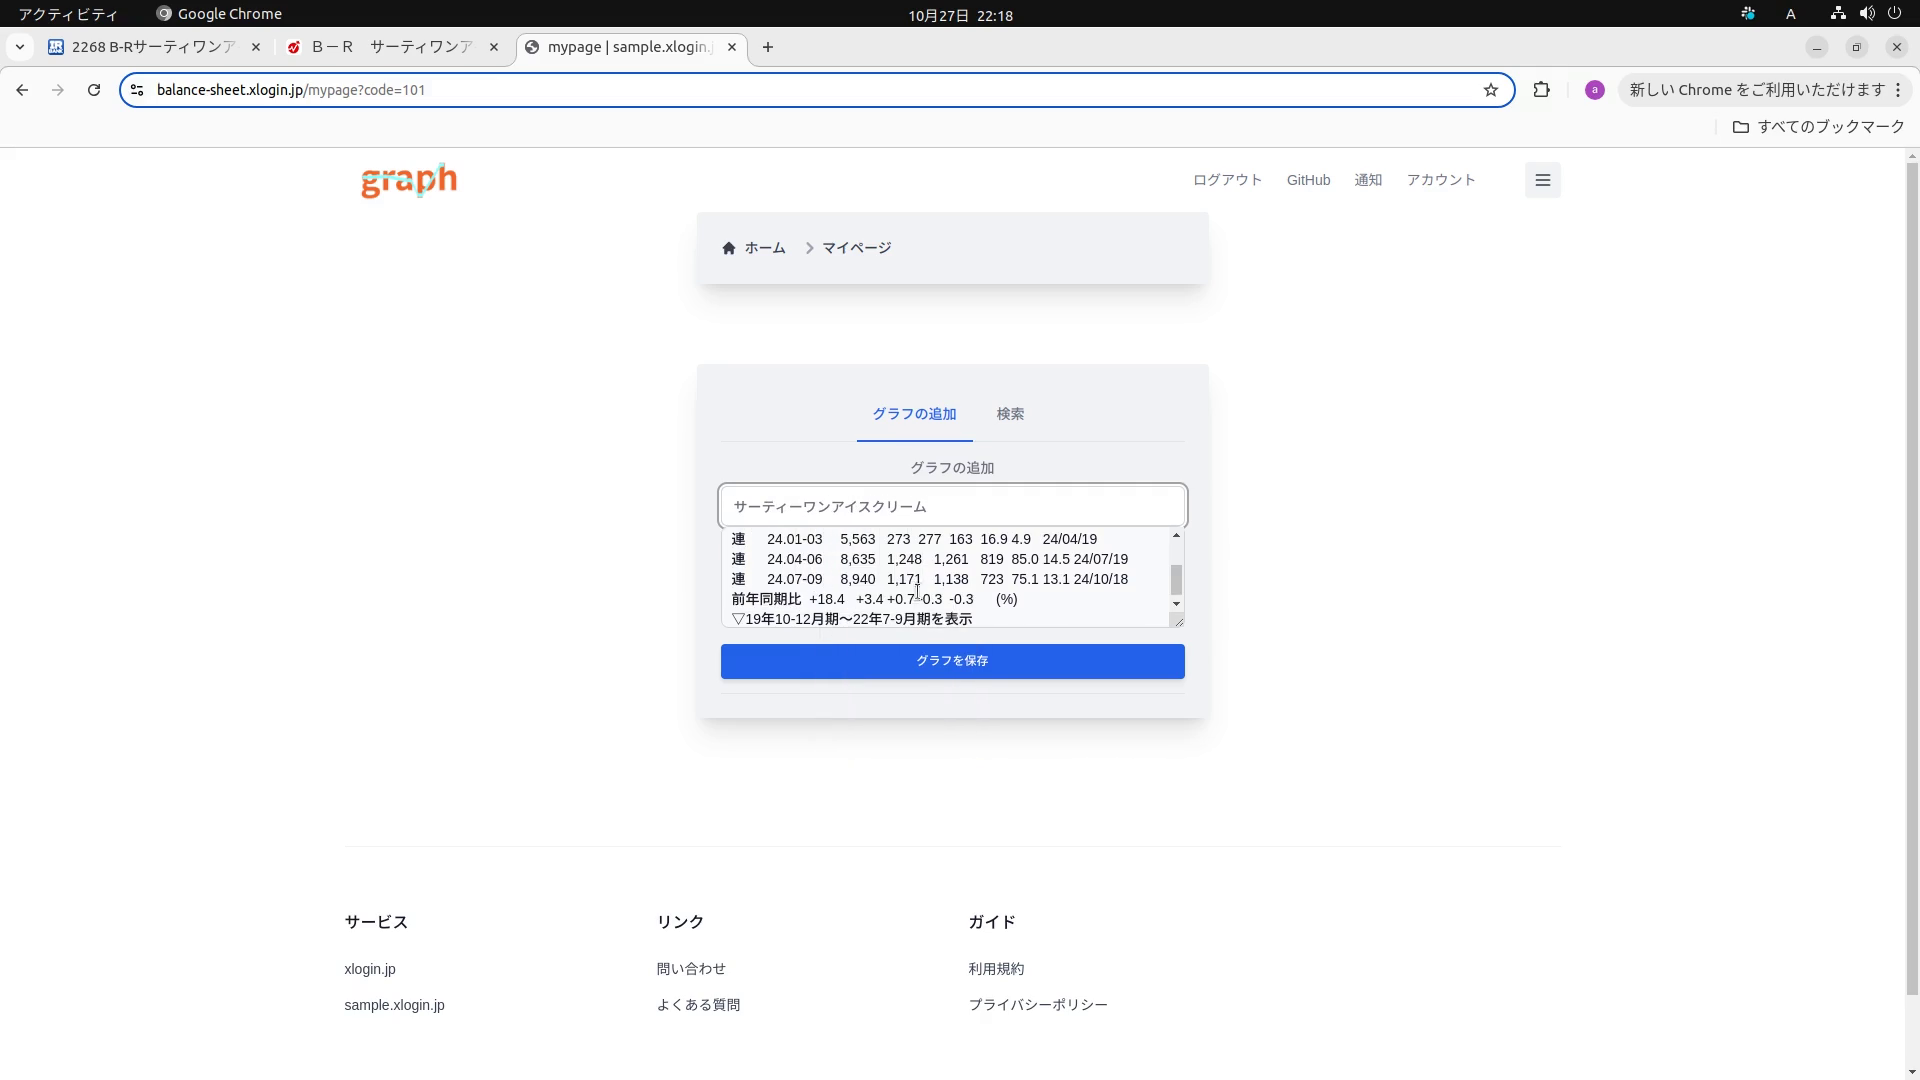 アクティビティ Google Chrome 10月27日 22:18 A
2268 B-Rサーティワンア Ｂ－Ｒ サーティワンア mypage | sample.xlogin.
balance-sheet.xlogin.jp/mypage?code=101 a 新しい Chrome をご利用いただけます
すべてのブックマーク
graph ログアウト GitHub 通知 アカウント
ホーム マイページ
グラフの追加 検索
グラフの追加
サーティーワンアイスクリーム
連 24.01-03 5,563 273 277 163 16.9 4.9 24/04/19
連 24.04-06 8,635 1,248 1,261 819 85.0 14.5 24/07/19
連 24.07-09 8,940 1,171 1,138 723 75.1 13.1 24/10/18
前年同期比 +18.4 +3.4 +0.7 -0.3 -0.3 (%)
▽19年10-12月期～22年7-9月期を表示
グラフを保存
サービス リンク ガイド
xlogin.jp 問い合わせ 利用規約
sample.xlogin.jp よくある質問 プライバシーポリシー